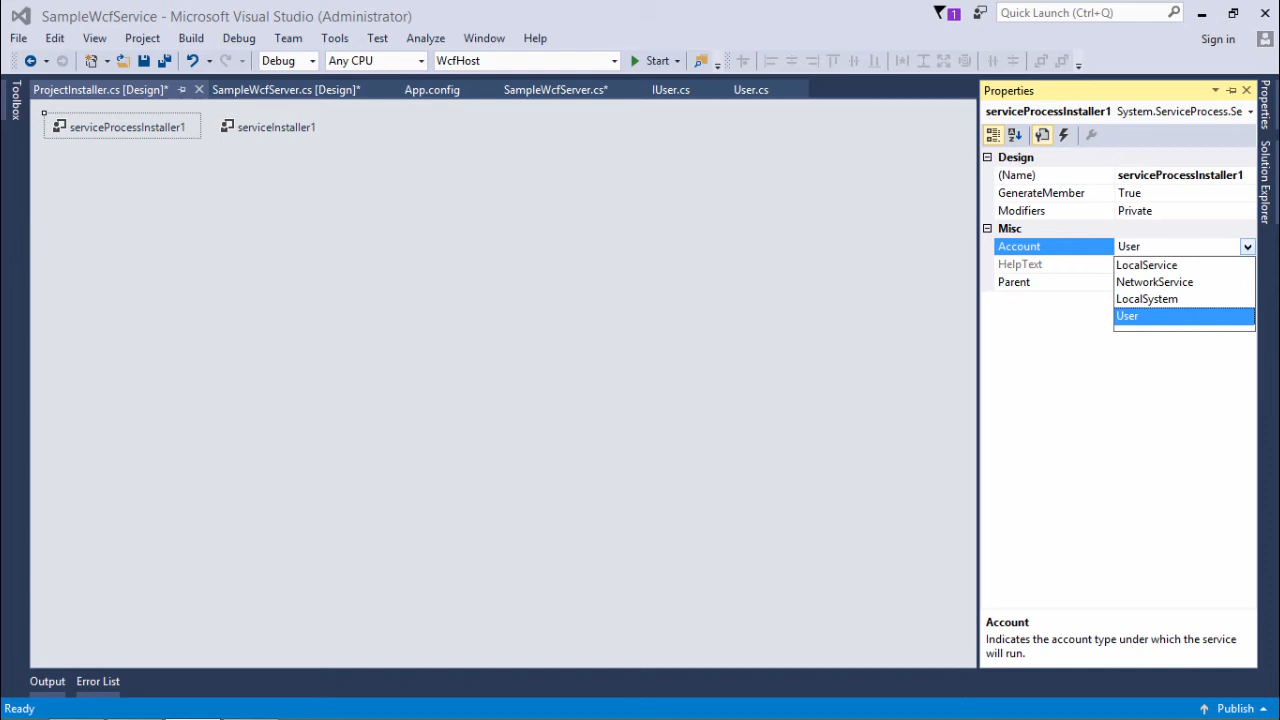 SampleWcfService - Microsoft Visual Studio (Administrator)
1
Quick Launch (Ctrl+Q)
File Edit View Project Build Debug Team Tools Test Analyze Window Help
Sign in
Debug Any CPU WcfHost Start
Toolbox
ProjectInstaller.cs [Design]* SampleWcfServer.cs [Design]* App.config SampleWcfServer.cs* IUser.cs User.cs
serviceProcessInstaller1 serviceInstaller1
Properties
serviceProcessInstaller1 System.ServiceProcess.Se
Design
(Name) serviceProcessInstaller1
GenerateMember True
Modifiers Private
Misc
Account User
HelpText
Parent
LocalService
NetworkService
LocalSystem
User
Account
Indicates the account type under which the service
will run.
Properties
Solution Explorer
Output Error List
Ready
Publish